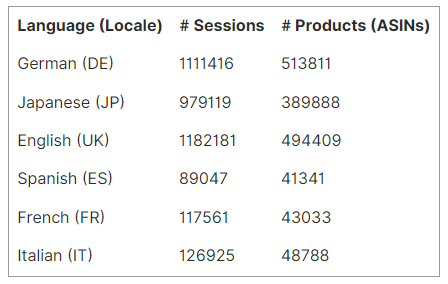 Language (Locale) # Sessions # Products (ASINs)
German (DE) 1111416 513811
Japanese (JP) 979119 389888
English (UK) 1182181 494409
Spanish (ES) 89047 41341
French (FR) 117561 43033
Italian (IT) 126925 48788